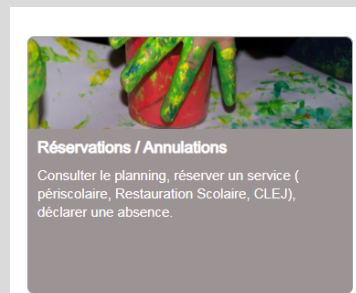 Réservations / Annulations
Consulter le planning, réserver un service (
périscolaire, Restauration Scolaire, CLEJ),
déclarer une absence.